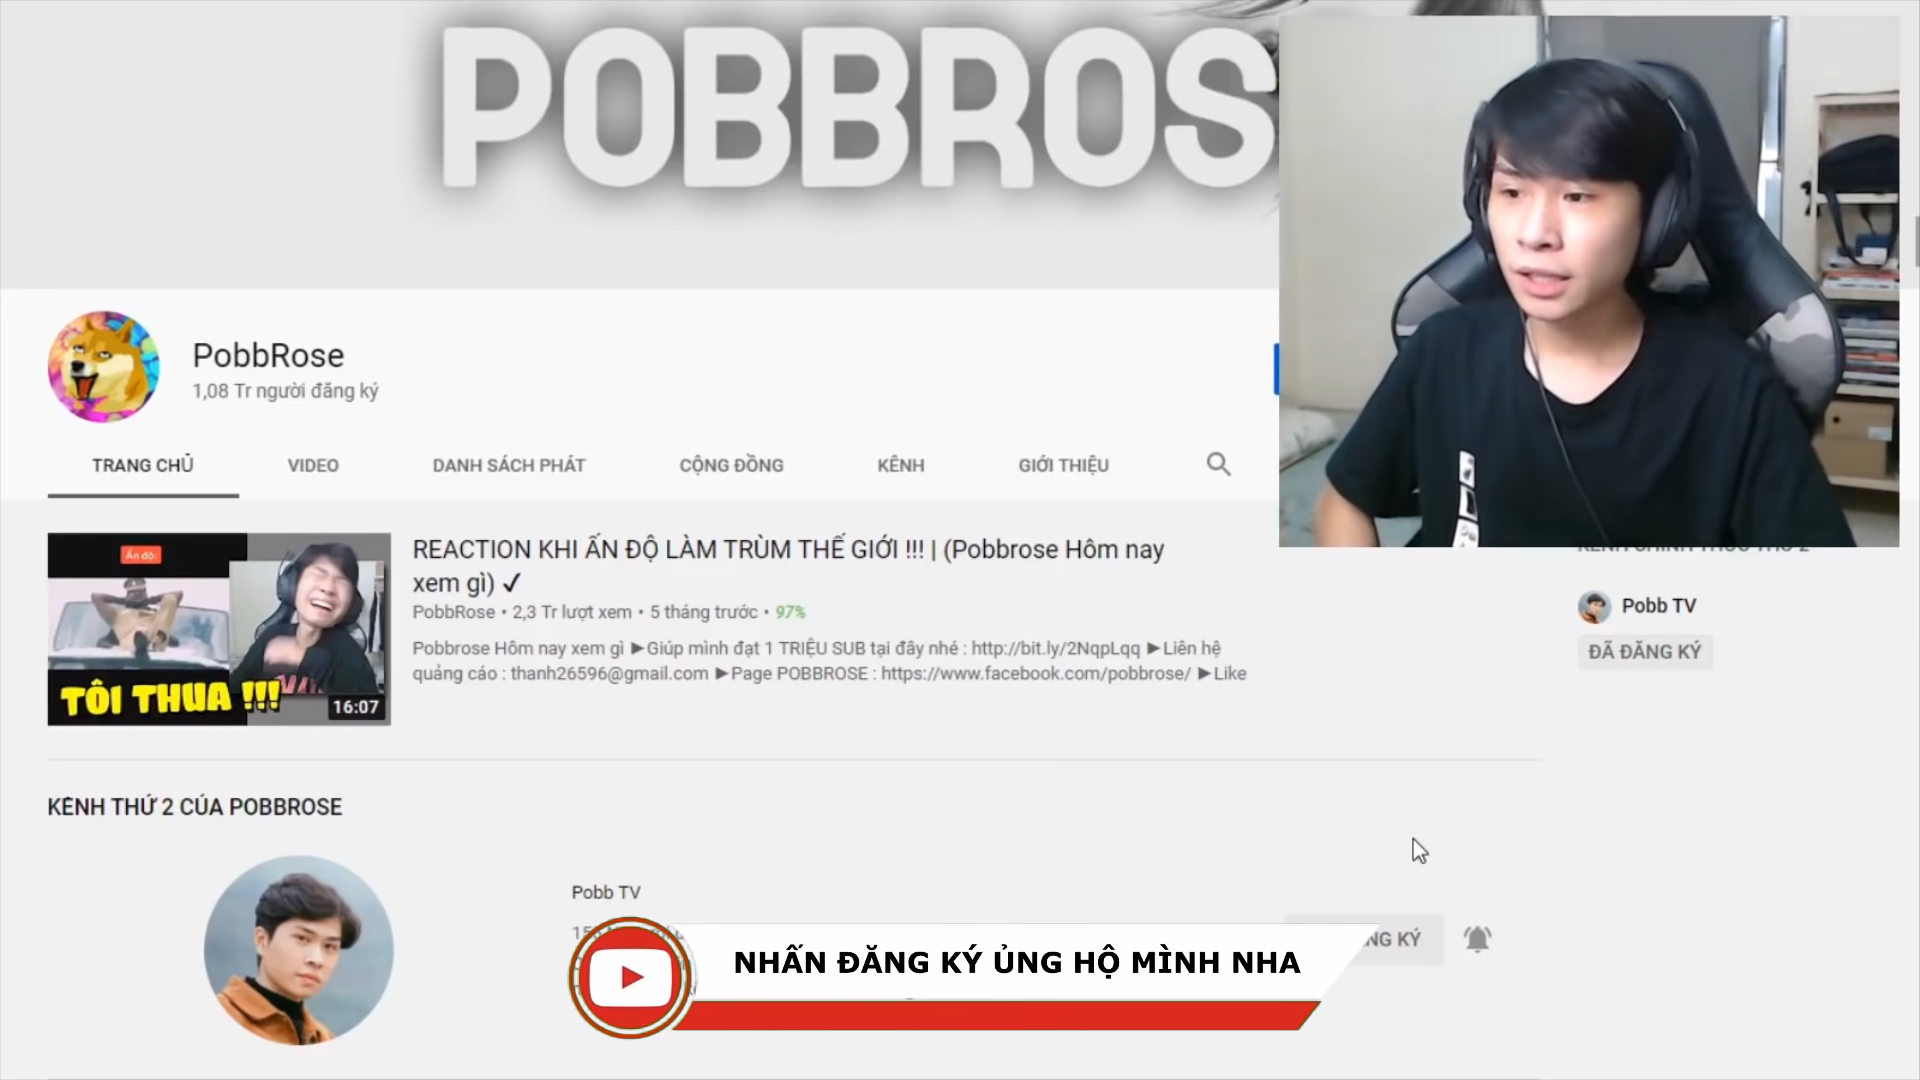 POBBROS
PobbRose
1,08 Tr người đăng ký
TRANG CHỦ
VIDEO
DANH SÁCH PHÁT
CỘNG ĐỒNG
KÊNH
GIỚI THIỆU
Ấn độ:
TÔI THUA !!!
16:07
REACTION KHI ẤN ĐỘ LÀM TRÙM THẾ GIỚI !!! | (Pobbrose Hôm nay
xem gì) ✓
PobbRose • 2,3 Tr lượt xem • 5 tháng trước • 97%
Pobbrose Hôm nay xem gì ►Giúp mình đạt 1 TRIỆU SUB tại đây nhé : http://bit.ly/2NqpLqq ►Liên hệ
quảng cáo : thanh26596@gmail.com ►Page POBBROSE : https://www.facebook.com/pobbrose/ ►Like
Pobb TV
ĐÃ ĐĂNG KÝ
KÊNH THỨ 2 CỦA POBBROSE
Pobb TV
NG KÝ
NHẤN ĐĂNG KÝ ỦNG HỘ MÌNH NHA